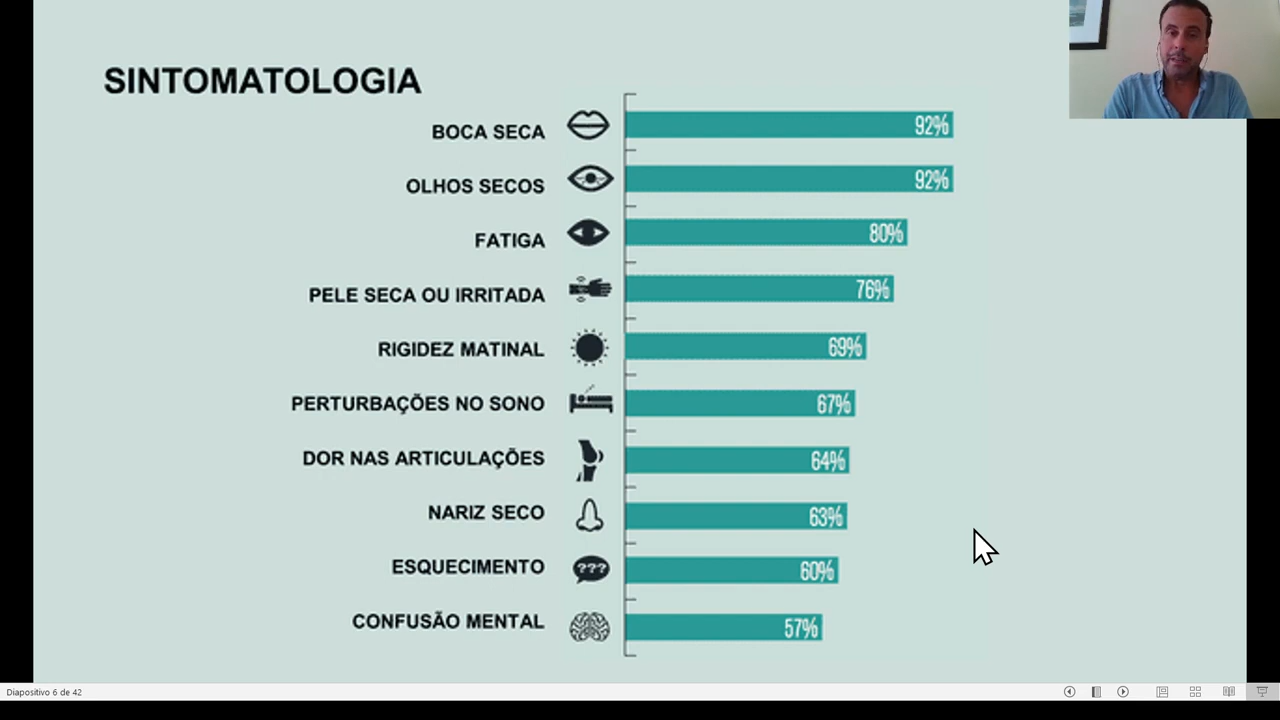 SINTOMATOLOGIA
BOCA SECA 92%
OLHOS SECOS 92%
FATIGA 80%
PELE SECA OU IRRITADA 76%
RIGIDEZ MATINAL 69%
PERTURBAÇÕES NO SONO 67%
DOR NAS ARTICULAÇÕES 64%
NARIZ SECO 63%
ESQUECIMENTO ??? 60%
CONFUSÃO MENTAL 57%
Diapositivo 6 de 42